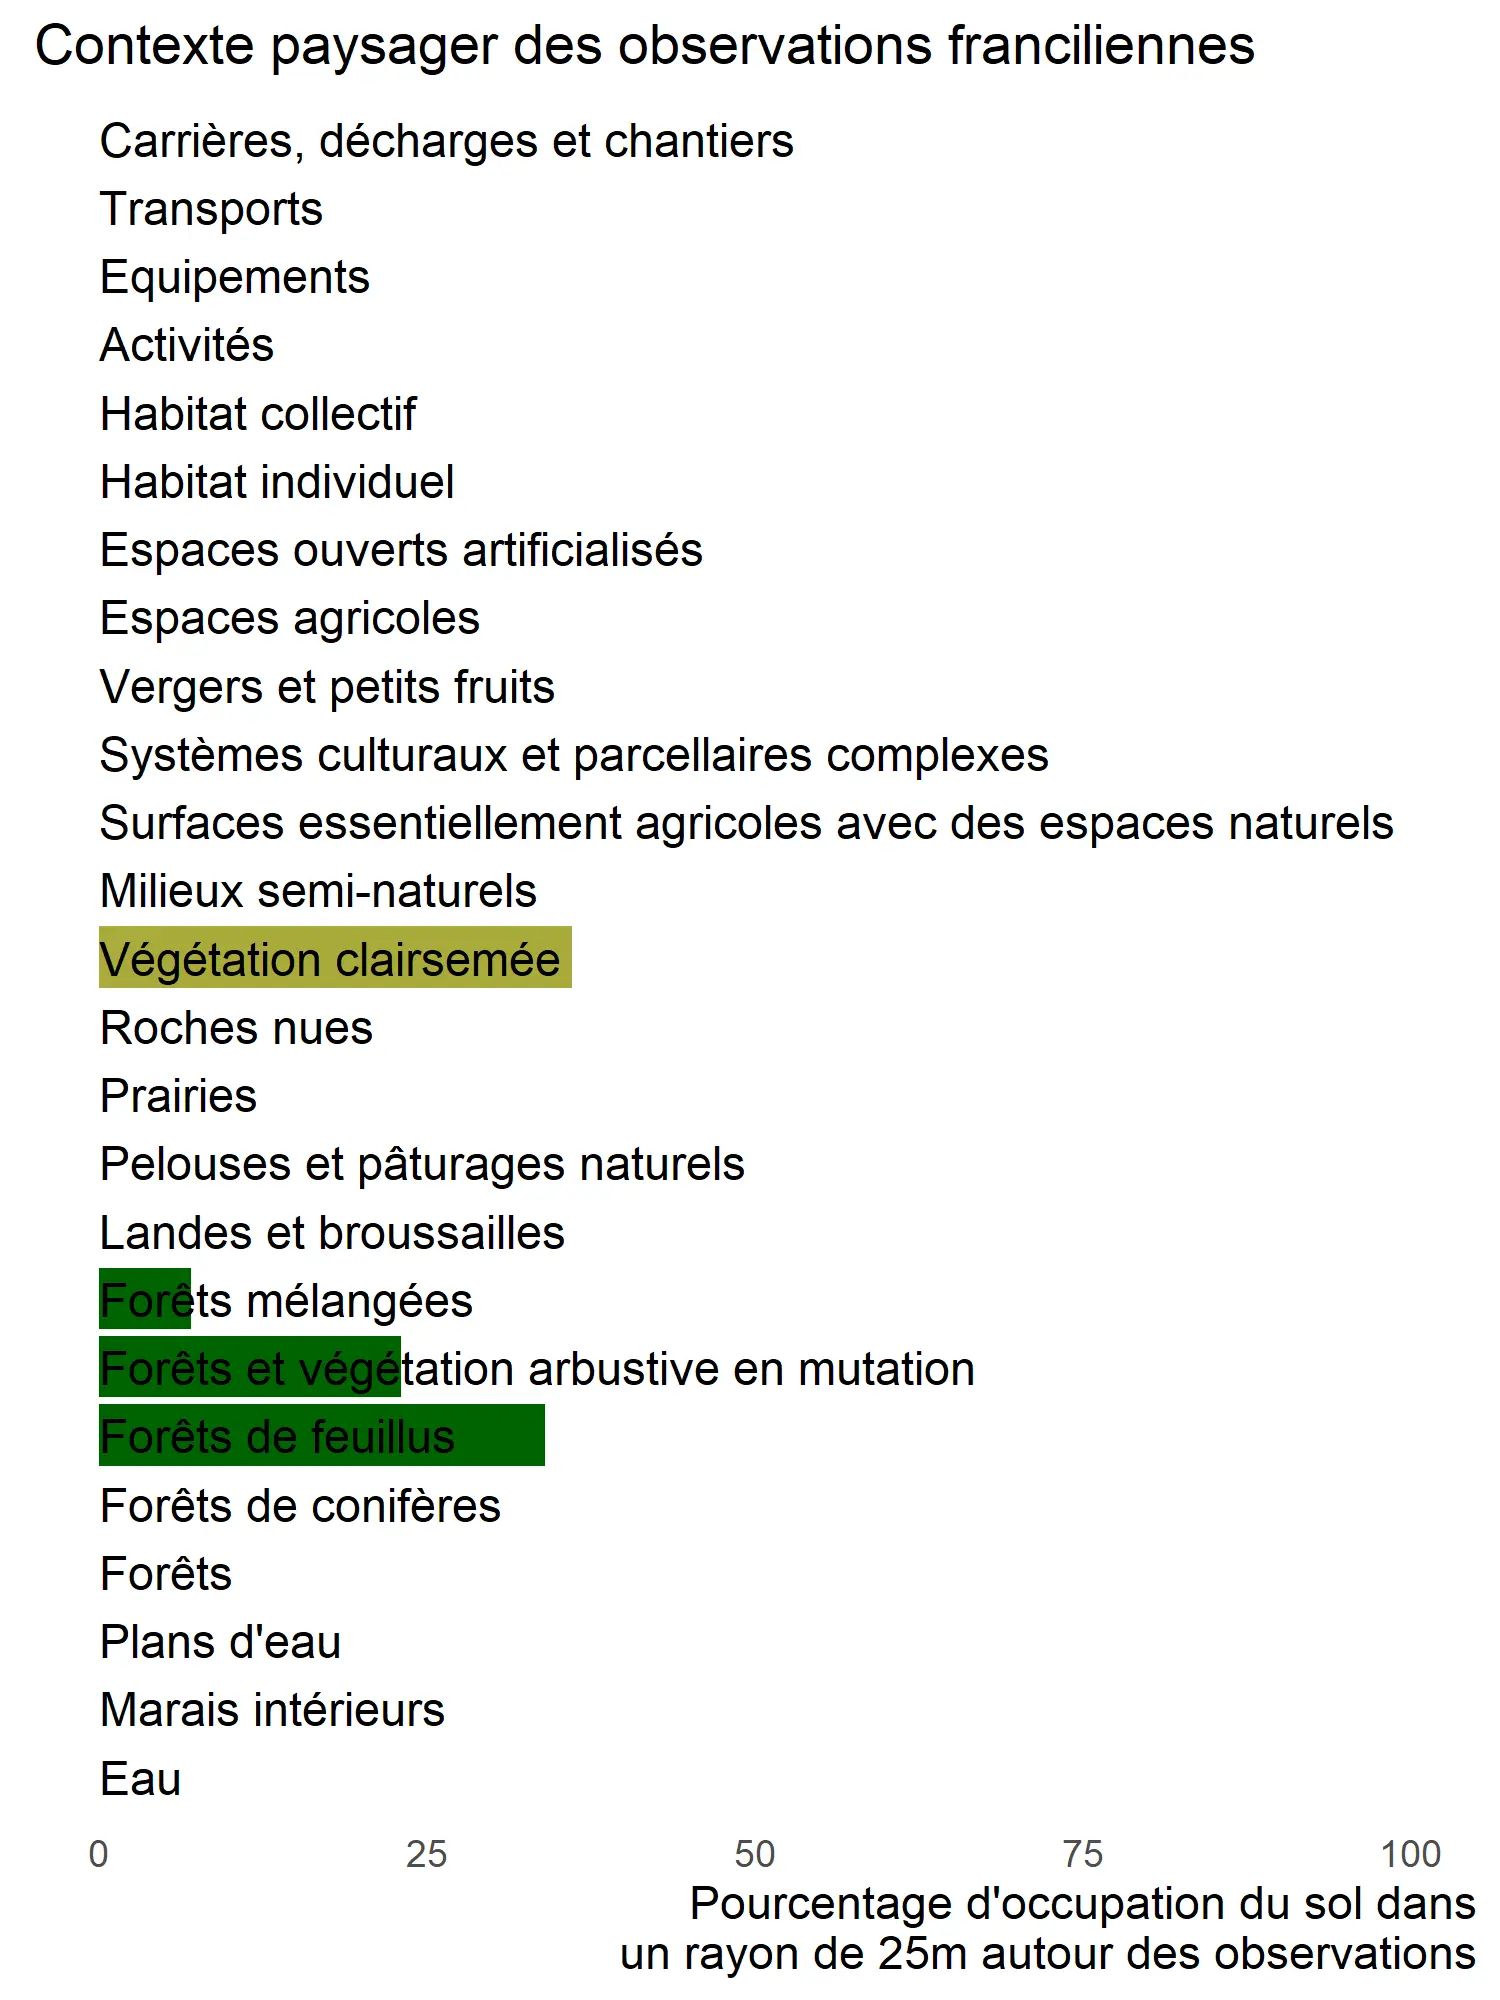 Contexte paysager des observations franciliennes
Carrières, décharges et chantiers
Transports
Equipements
Activités
Habitat collectif
Habitat individuel
Espaces ouverts artificialisés
Espaces agricoles
Vergers et petits fruits
Systèmes culturaux et parcellaires complexes
Surfaces essentiellement agricoles avec des espaces naturels
Milieux semi-naturels
Végétation clairsemée
Roches nues
Prairies
Pelouses et pâturages naturels
Landes et broussailles
Forêts mélangées
Forêts et végétation arbustive en mutation
Forêts de feuillus
Forêts de conifères
Forêts
Plans d'eau
Marais intérieurs
Eau
0 25 50 75 100
Pourcentage d'occupation du sol dans
un rayon de 25m autour des observations